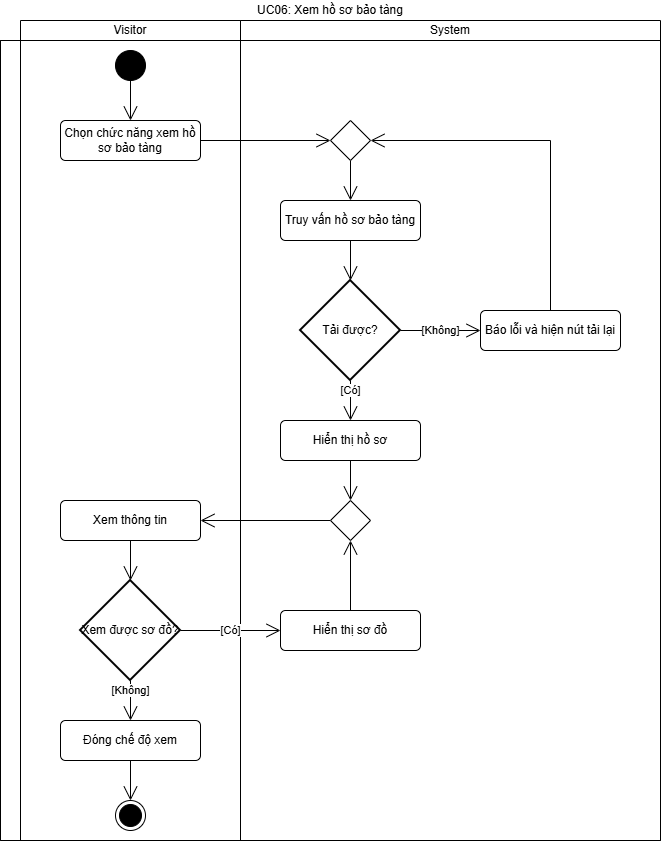 UC06: Xem hồ sơ bảo tàng
Visitor
System
Chọn chức năng xem hồ
sơ bảo tàng
Truy vấn hồ sơ bảo tàng
Tải được?
[Không]
Báo lỗi và hiện nút tải lại
[Có]
Hiển thị hồ sơ
Xem thông tin
Xem được sơ đồ?
[Có]
Hiển thị sơ đồ
[Không]
Đóng chế độ xem